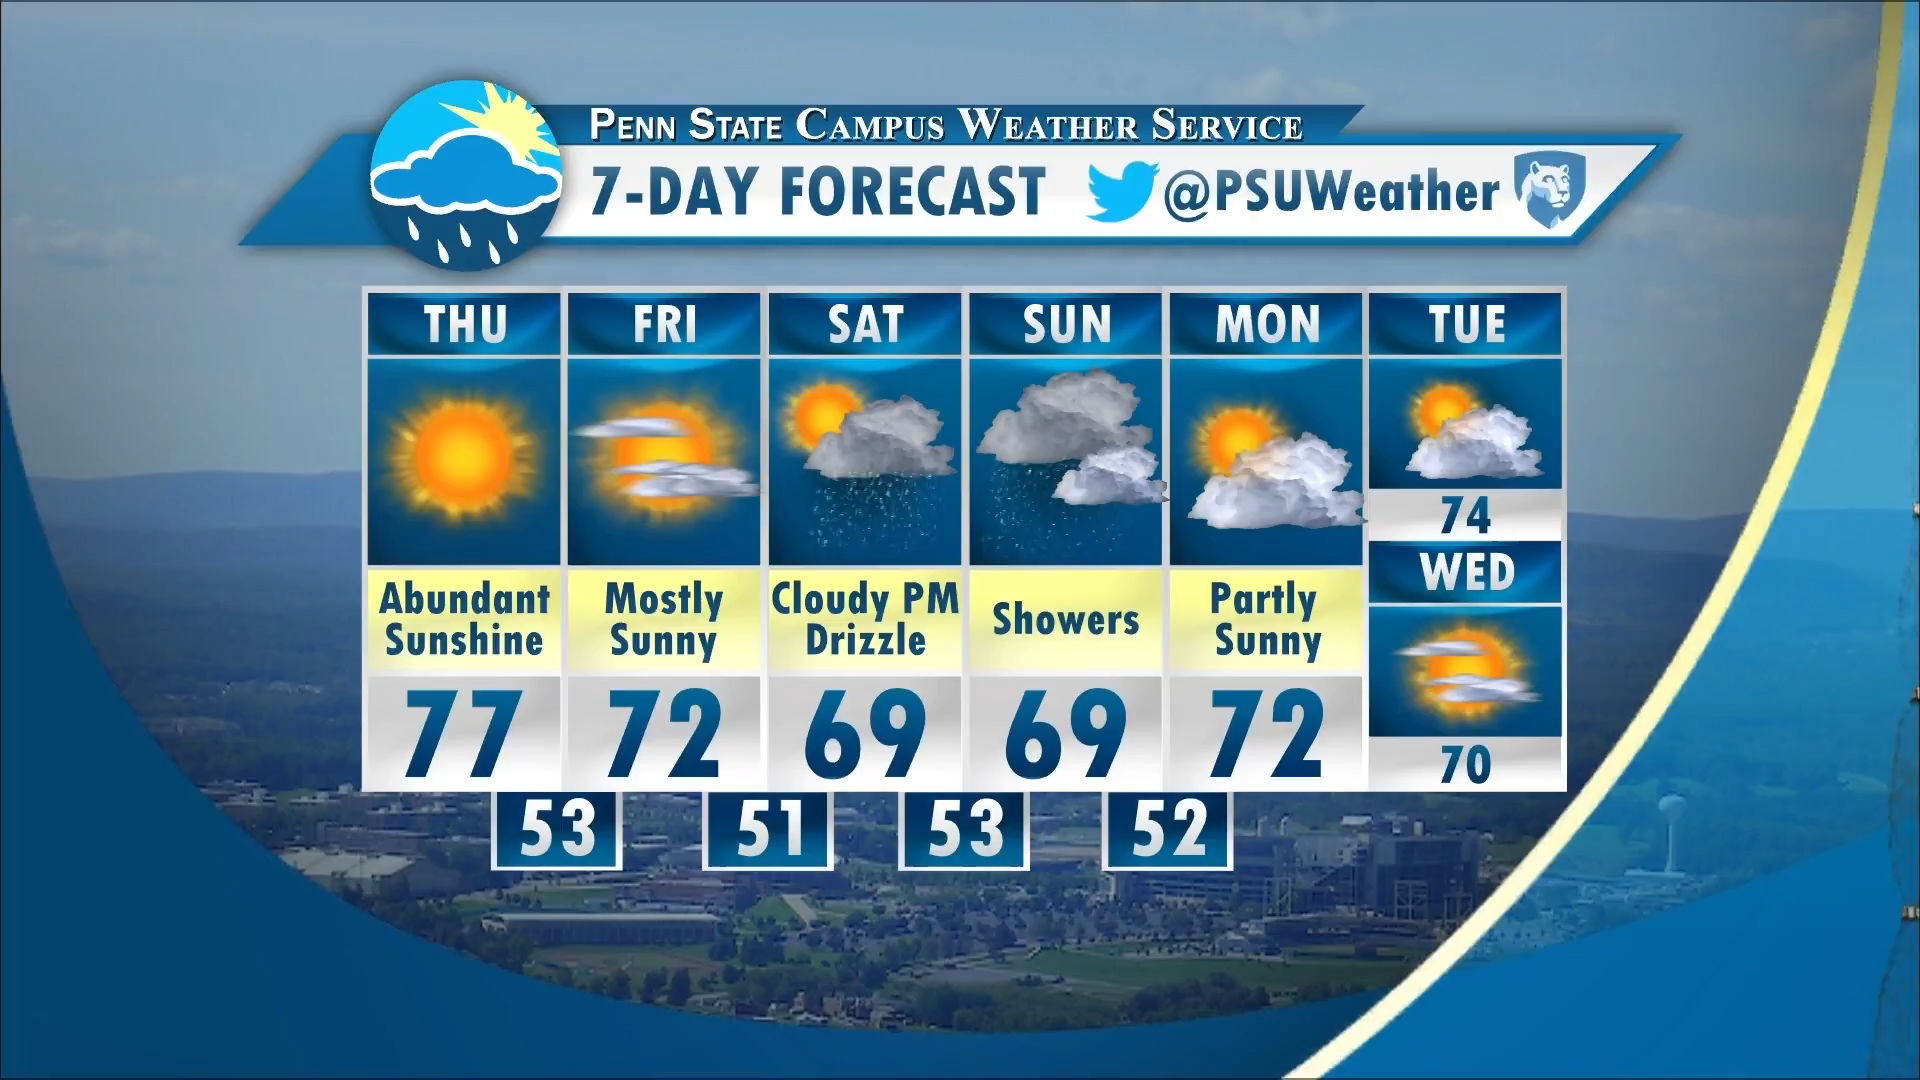 PENN STATE CAMPUS WEATHER SERVICE
7-DAY FORECAST @PSUWeather
THU FRI SAT SUN MON TUE
74
WED
Abundant Sunshine
Mostly Sunny
Cloudy PM Drizzle
Showers
Partly Sunny
77 72 69 69 72 70
53 51 53 52